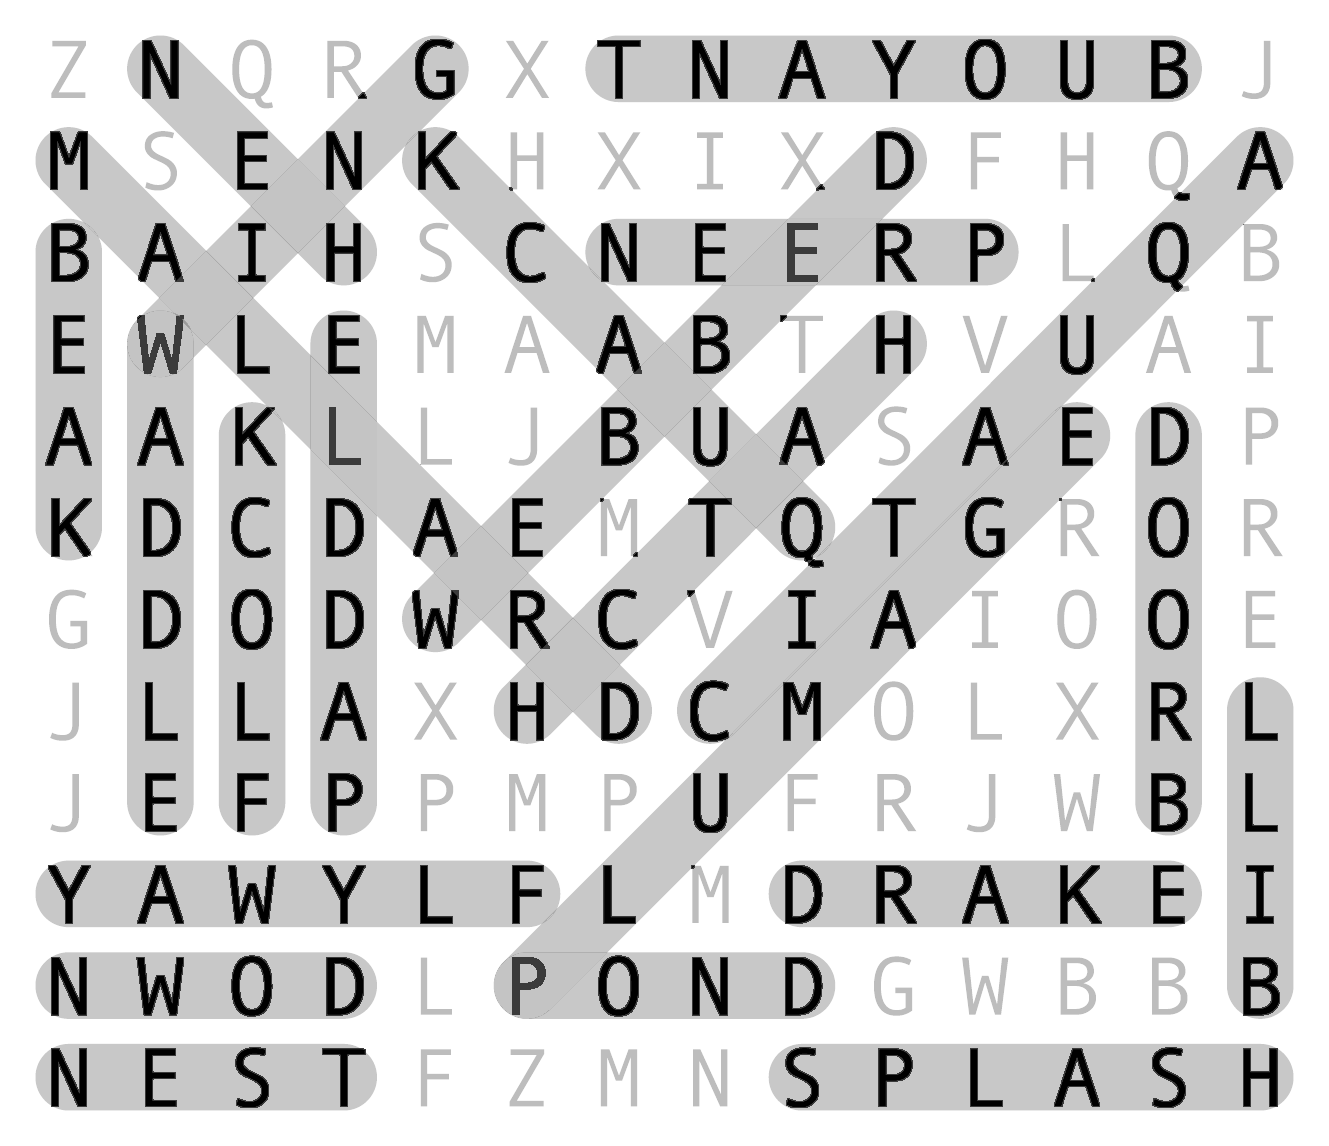 Z N Q R G X T N A Y O U B J
M S E N K H X I X D F H Q A
B A I H S C N E E R P L Q B
E W L E M A A B T H V U A I
A A K L L J B U A S A E D P
K D C D A E M T Q T G R O R
G D O D W R C V I A I O O E
J L L A X H D C M O L X R L
J E F P P M P U F R J W B L
Y A W Y L F L M D R A K E I
N W O D L P O N D G W B B B
N E S T F Z M N S P L A S H